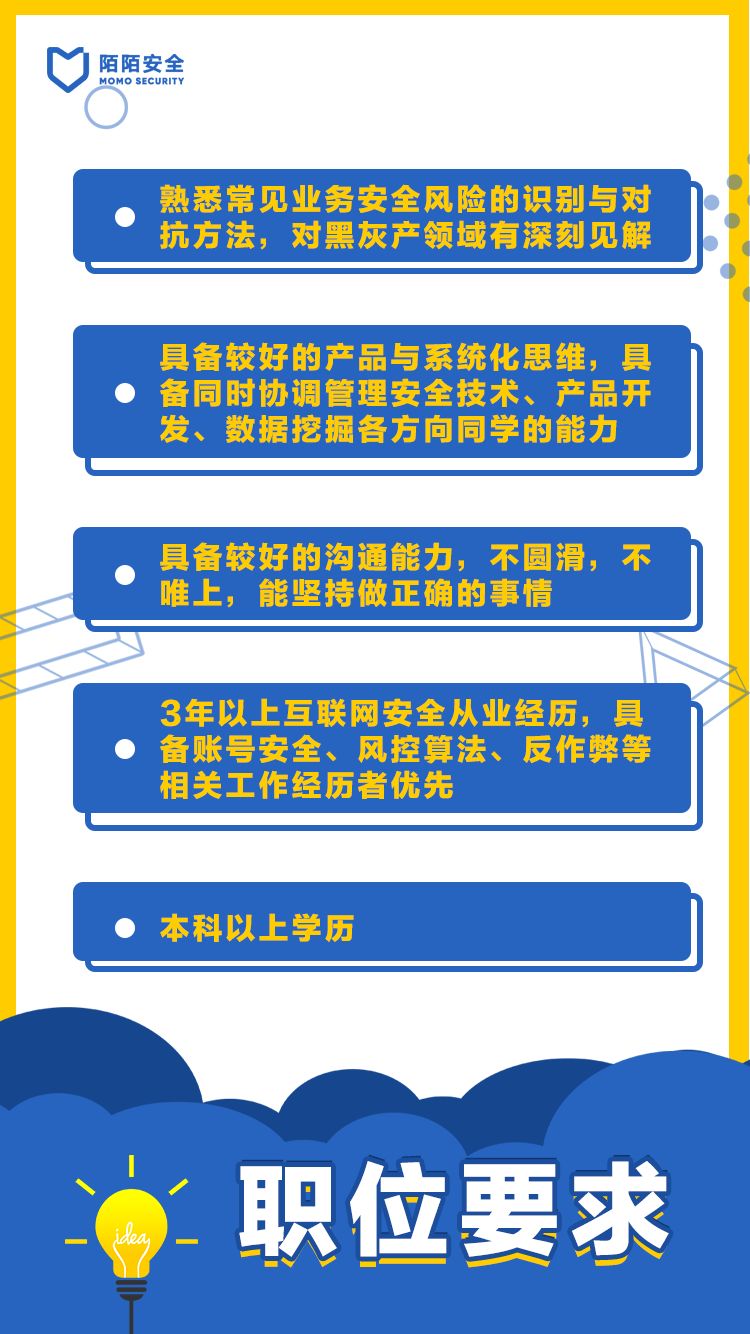 陌陌安全
MOMO SECURITY
熟悉常见业务安全风险的识别与对
抗方法，对黑灰产领域有深刻见解
具备较好的产品与系统化思维，具
备同时协调管理安全技术、产品开
发、数据挖掘各方向同学的能力
具备较好的沟通能力，不圆滑，不
唯上，能坚持做正确的事情
3年以上互联网安全从业经历，具
备账号安全、风控算法、反作弊等
相关工作经历者优先
本科以上学历
idea
职位要求